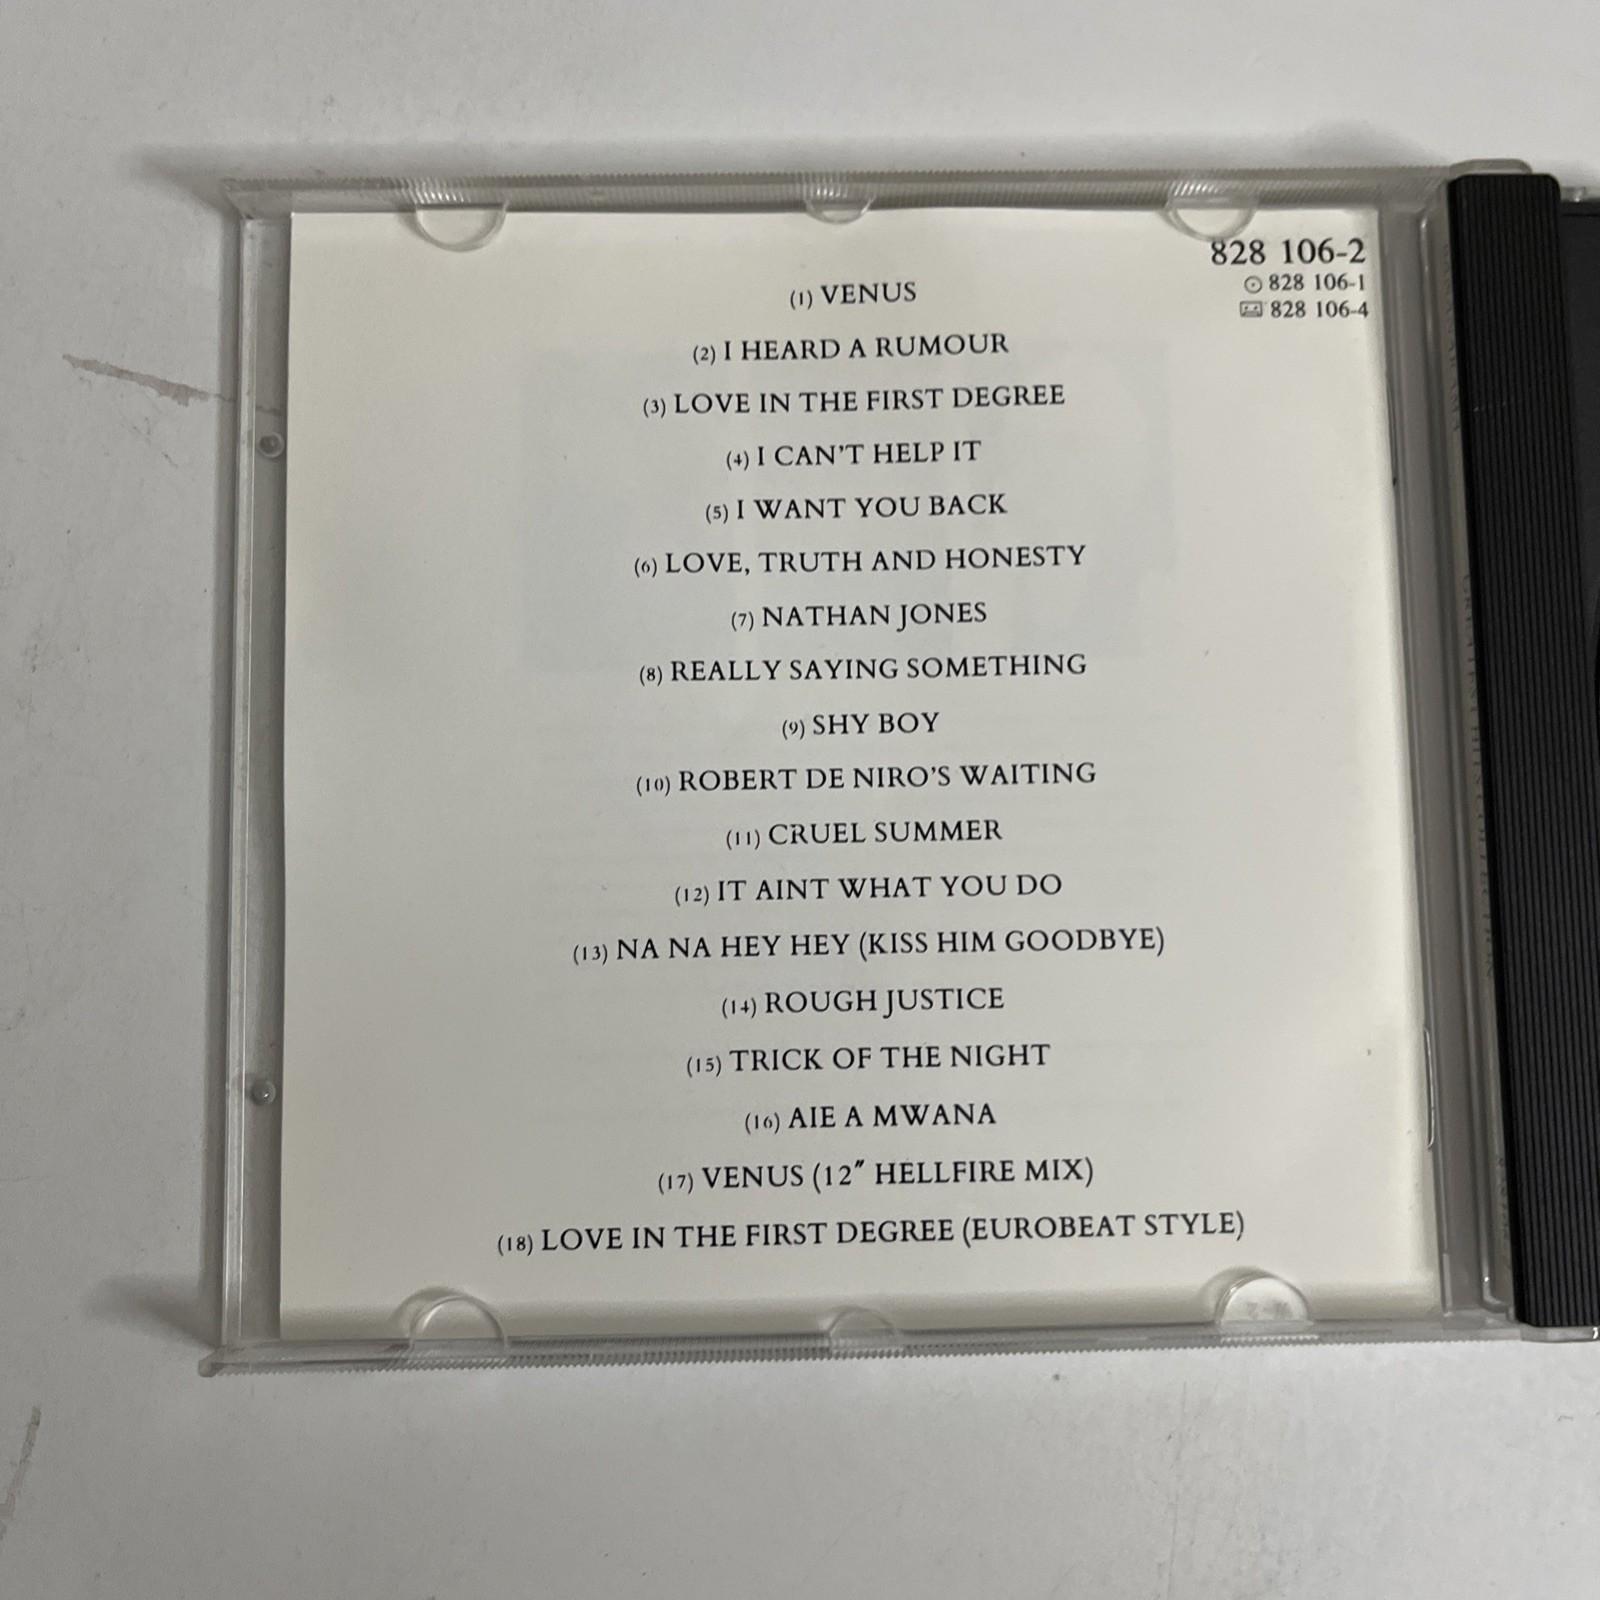 828 106-2
828 106-1
828 106-4
(1) VENUS
(2) I HEARD A RUMOUR
(3) LOVE IN THE FIRST DEGREE
(4) I CAN'T HELP IT
(5) I WANT YOU BACK
(6) LOVE, TRUTH AND HONESTY
(7) NATHAN JONES
(8) REALLY SAYING SOMETHING
(9) SHY BOY
(10) ROBERT DE NIRO'S WAITING
(11) CRUEL SUMMER
(12) IT AINT WHAT YOU DO
(13) NA NA HEY HEY (KISS HIM GOODBYE)
(14) ROUGH JUSTICE
(15) TRICK OF THE NIGHT
(16) AIE A MWANA
(17) VENUS (12″ HELLFIRE MIX)
(18) LOVE IN THE FIRST DEGREE (EUROBEAT STYLE)